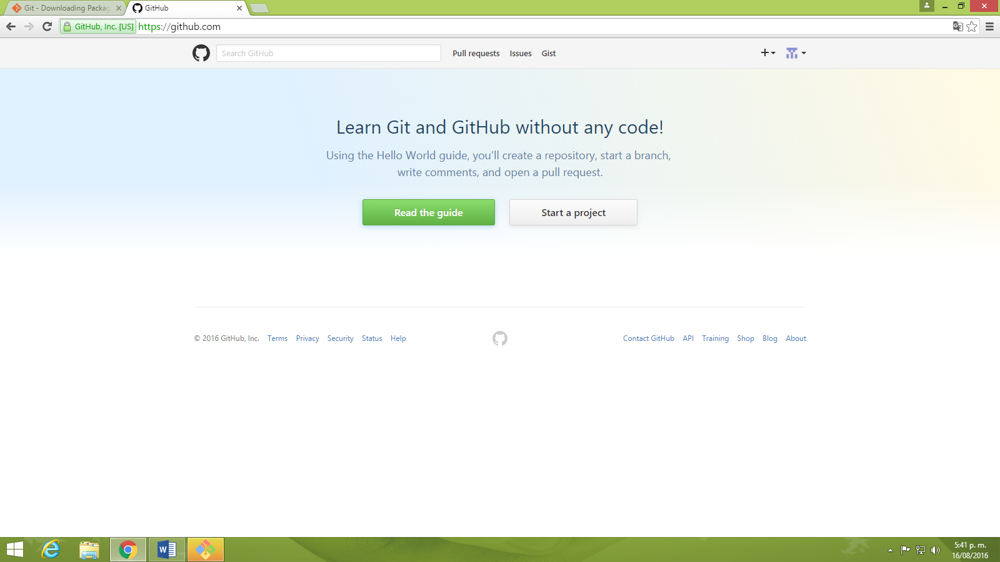 Git - Downloading Packag
GitHub
GitHub, Inc. [US] https://github.com
Search GitHub
Pull requests Issues Gist
Learn Git and GitHub without any code!
Using the Hello World guide, you’ll create a repository, start a branch,
write comments, and open a pull request.
Read the guide
Start a project
© 2016 GitHub, Inc. Terms Privacy Security Status Help
Contact GitHub API Training Shop Blog About
5:41 p. m.
16/08/2016